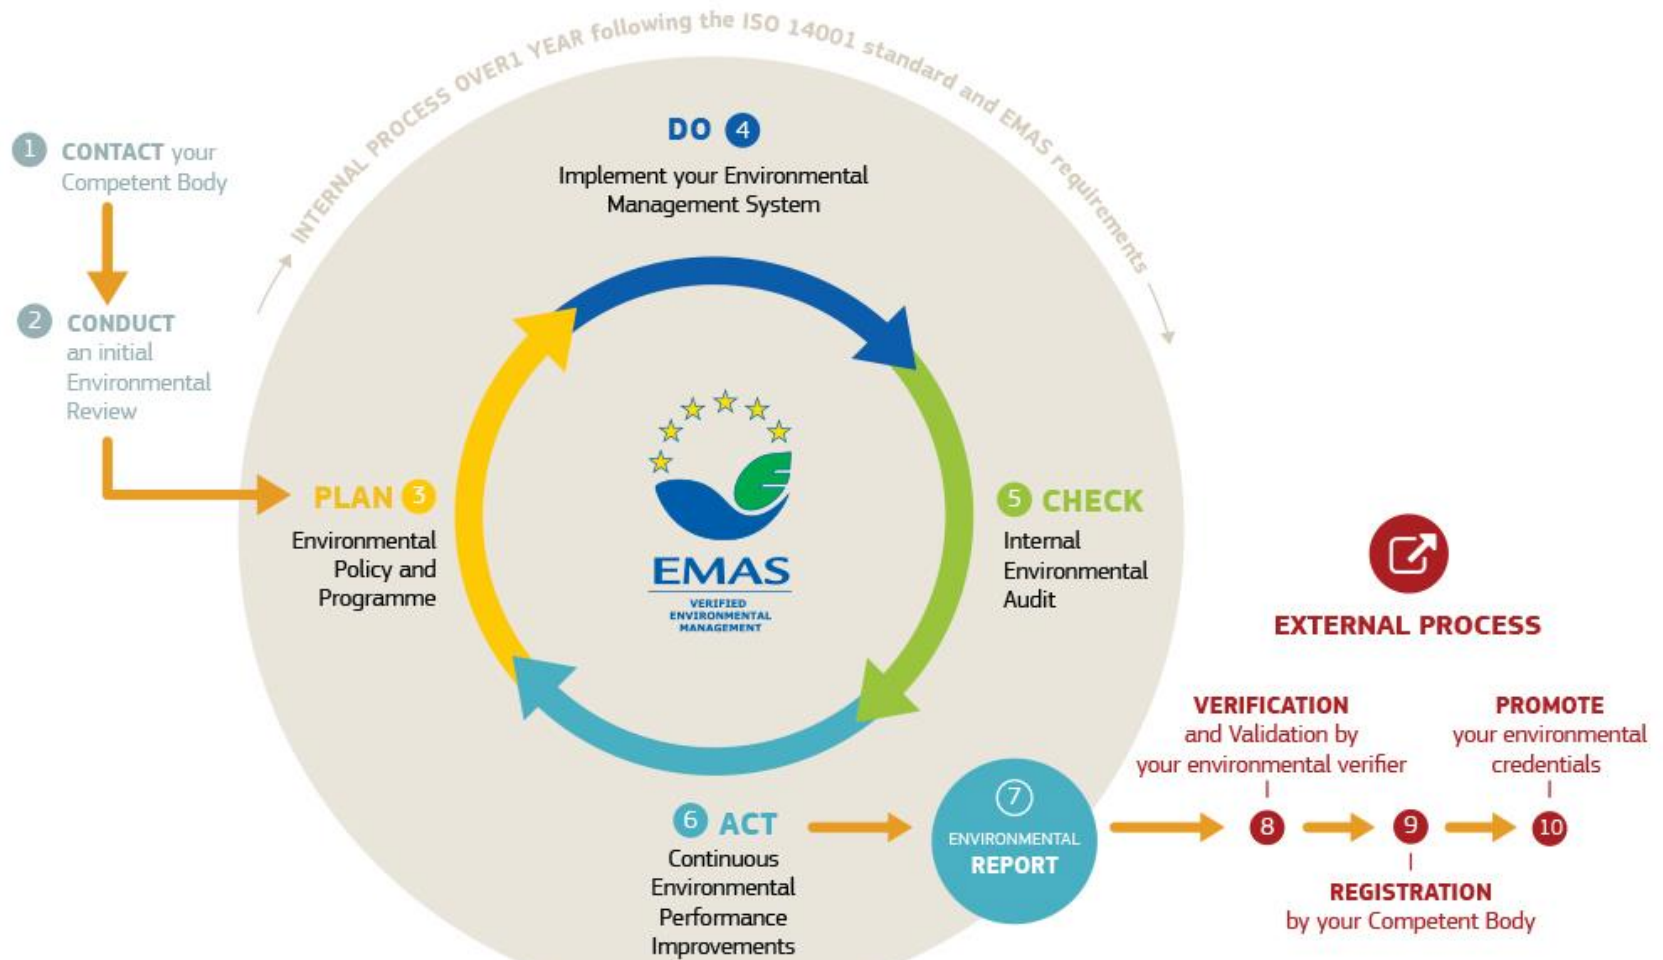 INTERNAL PROCESS OVER1 YEAR following the ISO 14001 standard and EMAS requirements
1 CONTACT your
Competent Body
2 CONDUCT
an initial
Environmental
Review
PLAN 3
Environmental
Policy and
Programme
DO 4
Implement your Environmental
Management System
EMAS
VERIFIED
ENVIRONMENTAL
MANAGEMENT
5 CHECK
Internal
Environmental
Audit
6 ACT
Continuous
Environmental
Performance
Improvements
7
ENVIRONMENTAL
REPORT
EXTERNAL PROCESS
VERIFICATION
and Validation by
your environmental verifier
8
9
REGISTRATION
by your Competent Body
PROMOTE
your environmental
credentials
10